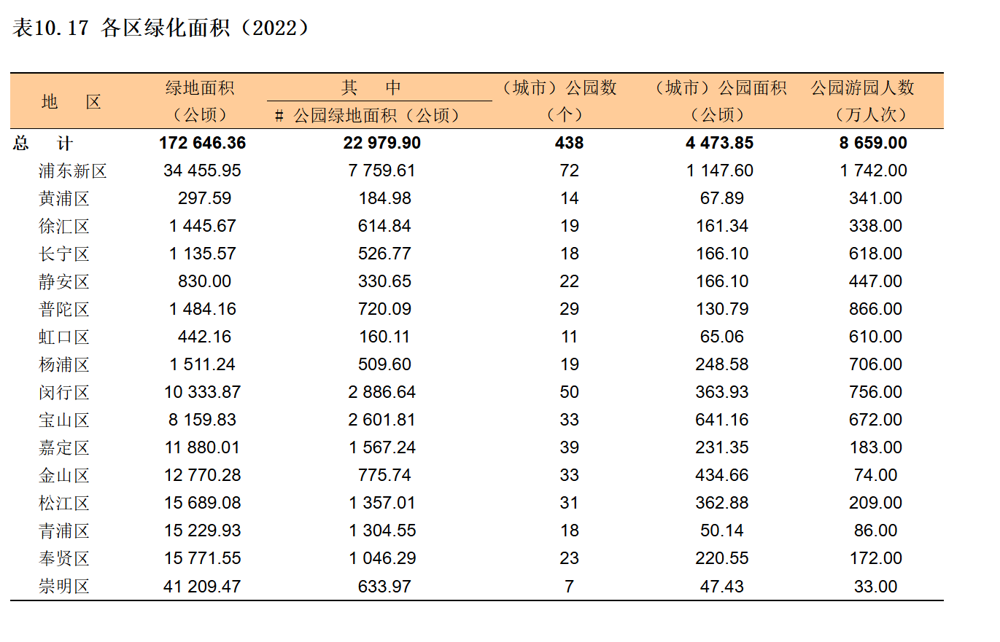 表10.17 各区绿化面积（2022）
地 区 绿地面积（公顷） 其 中 # 公园绿地面积（公顷） （城市）公园数（个） （城市）公园面积（公顷） 公园游园人数（万人次）
总 计 172 646.36 22 979.90 438 4 473.85 8 659.00
浦东新区 34 455.95 7 759.61 72 1 147.60 1 742.00
黄浦区 297.59 184.98 14 67.89 341.00
徐汇区 1 445.67 614.84 19 161.34 338.00
长宁区 1 135.57 526.77 18 166.10 618.00
静安区 830.00 330.65 22 166.10 447.00
普陀区 1 484.16 720.09 29 130.79 866.00
虹口区 442.16 160.11 11 65.06 610.00
杨浦区 1 511.24 509.60 19 248.58 706.00
闵行区 10 333.87 2 886.64 50 363.93 756.00
宝山区 8 159.83 2 601.81 33 641.16 672.00
嘉定区 11 880.01 1 567.24 39 231.35 183.00
金山区 12 770.28 775.74 33 434.66 74.00
松江区 15 689.08 1 357.01 31 362.88 209.00
青浦区 15 229.93 1 304.55 18 50.14 86.00
奉贤区 15 771.55 1 046.29 23 220.55 172.00
崇明区 41 209.47 633.97 7 47.43 33.00